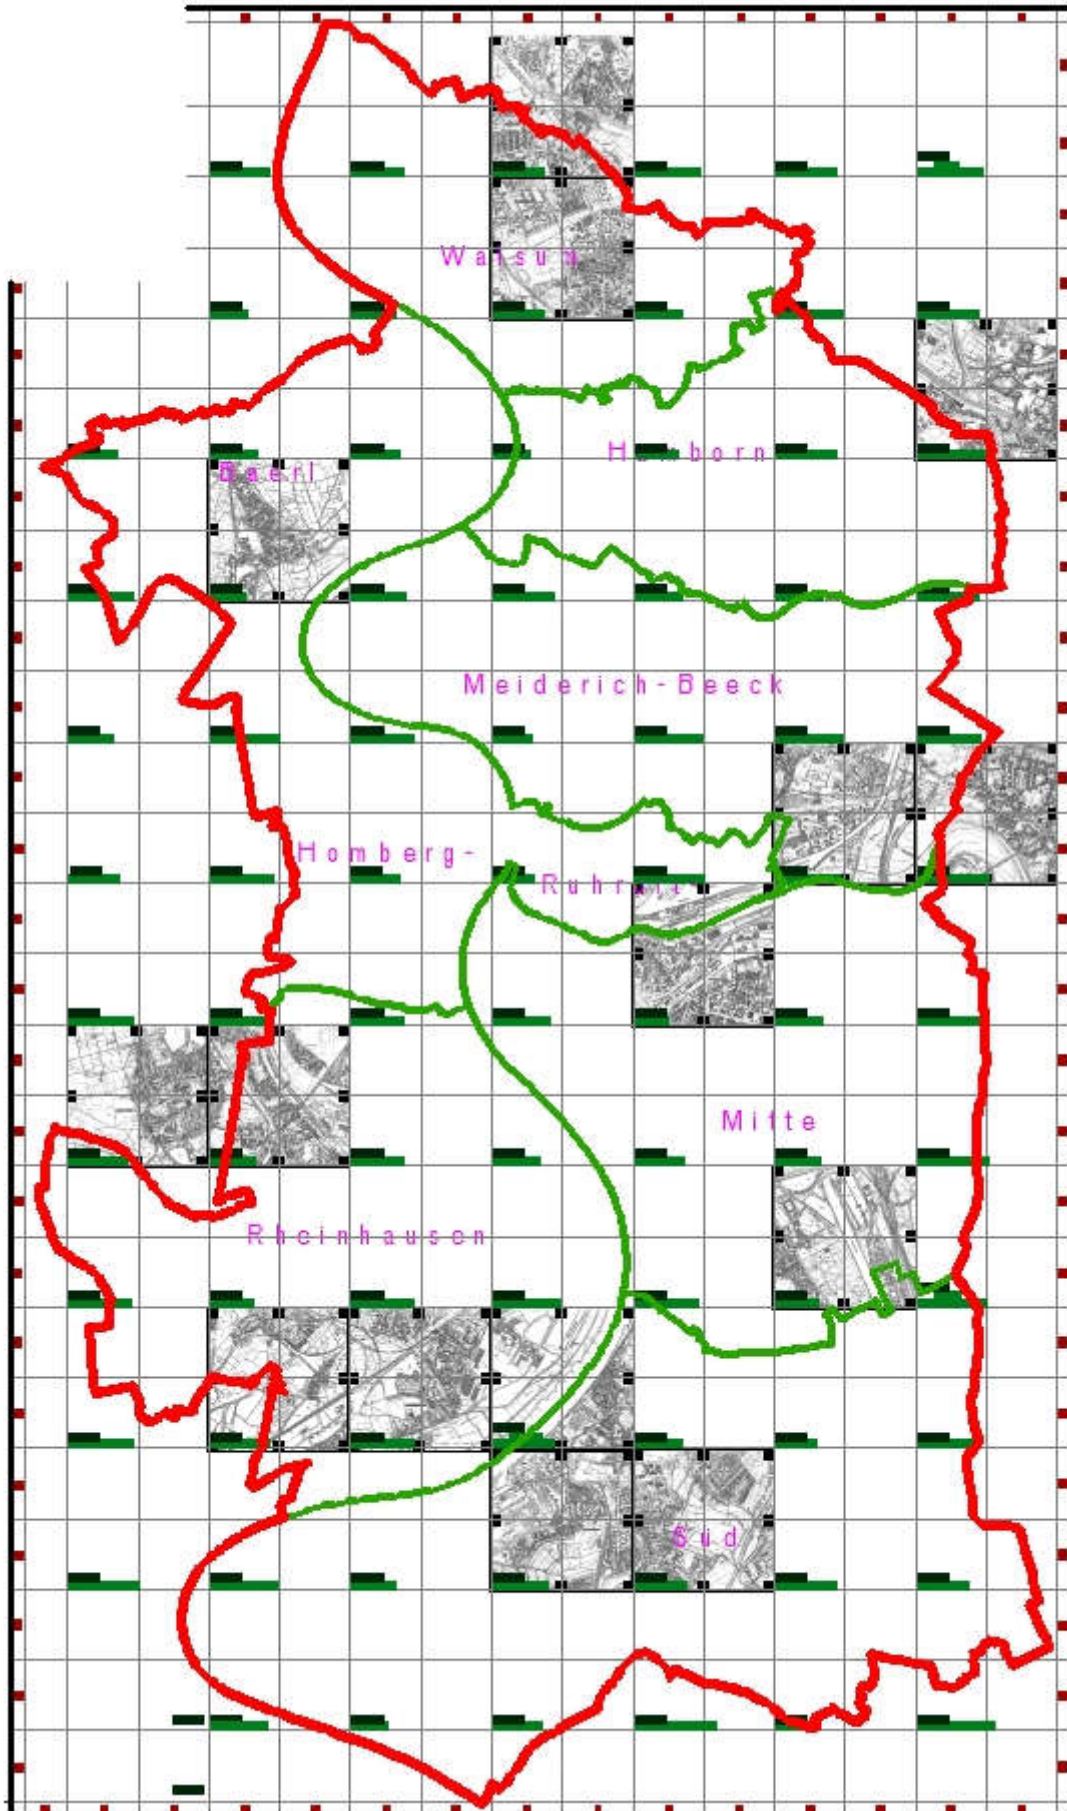 Walsum
Hamborn
Baerl
Meiderich-Beeck
Homberg-
Ruhrort
Mitte
Rheinhausen
Süd